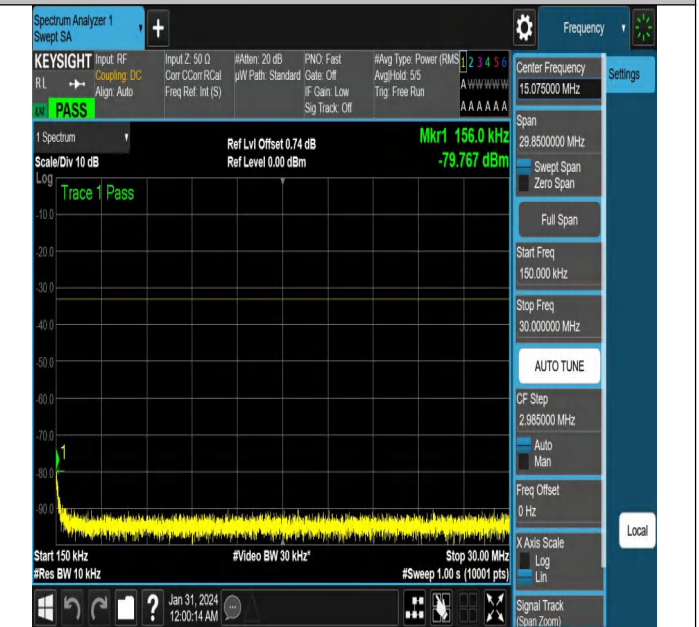 Spectrum Analyzer 1
Swept SA
Frequency
KEYSIGHT
RL
PASS
Input: RF
Coupling: DC
Align: Auto
Input Z: 50 Ω
Corr CCorr RCal
Freq Ref: Int (S)
#Atten: 20 dB
µW Path: Standard
PNO: Fast
Gate: Off
IF Gain: Low
Sig Track: Off
#Avg Type: Power (RMS
Avg|Hold: 5/5
Trig: Free Run
1 2 3 4 5 6
A W W W W W
A A A A A A
1 Spectrum
Scale/Div 10 dB
Ref Lvl Offset 0.74 dB
Ref Level 0.00 dBm
Mkr1 156.0 kHz
-79.767 dBm
Log
Trace 1 Pass
-10.0
-20.0
-30.0
-40.0
-50.0
-60.0
-70.0
-80.0
-90.0
1
Start 150 kHz
#Video BW 30 kHz*
Stop 30.00 MHz
#Res BW 10 kHz
#Sweep 1.00 s (10001 pts)
?
Jan 31, 2024
12:00:14 AM
Center Frequency
15.075000 MHz
Settings
Span
29.8500000 MHz
Swept Span
Zero Span
Full Span
Start Freq
150.000 kHz
Stop Freq
30.000000 MHz
AUTO TUNE
CF Step
2.985000 MHz
Auto
Man
Freq Offset
0 Hz
X Axis Scale
Log
Lin
Local
Signal Track
(Span Zoom)